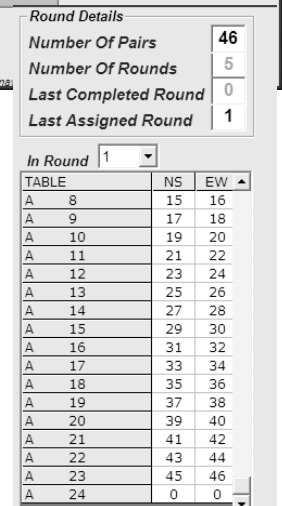 Round Details
Number Of Pairs 46
Number Of Rounds 5
Last Completed Round 0
Last Assigned Round 1
In Round 1
TABLE NS EW
A 8 15 16
A 9 17 18
A 10 19 20
A 11 21 22
A 12 23 24
A 13 25 26
A 14 27 28
A 15 29 30
A 16 31 32
A 17 33 34
A 18 35 36
A 19 37 38
A 20 39 40
A 21 41 42
A 22 43 44
A 23 45 46
A 24 0 0